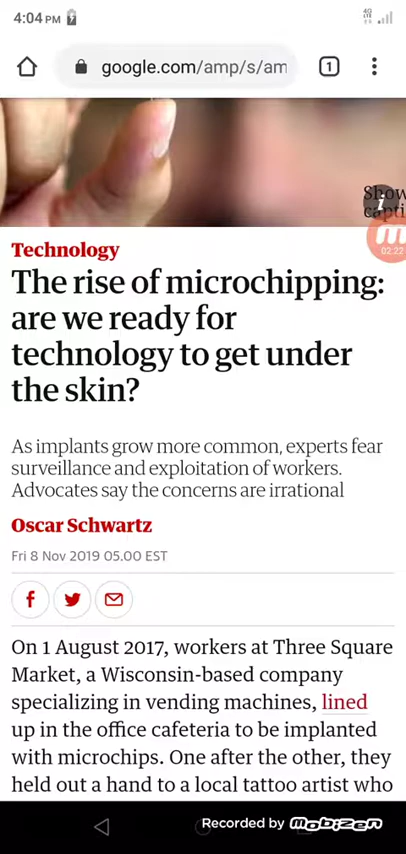 4:04 PM
google.com/amp/s/am
1
Show
capti
02:22
Technology
The rise of microchipping:
are we ready for
technology to get under
the skin?
As implants grow more common, experts fear
surveillance and exploitation of workers.
Advocates say the concerns are irrational
Oscar Schwartz
Fri 8 Nov 2019 05.00 EST
On 1 August 2017, workers at Three Square
Market, a Wisconsin-based company
specializing in vending machines, lined
up in the office cafeteria to be implanted
with microchips. One after the other, they
held out a hand to a local tattoo artist who
Recorded by Mobizen